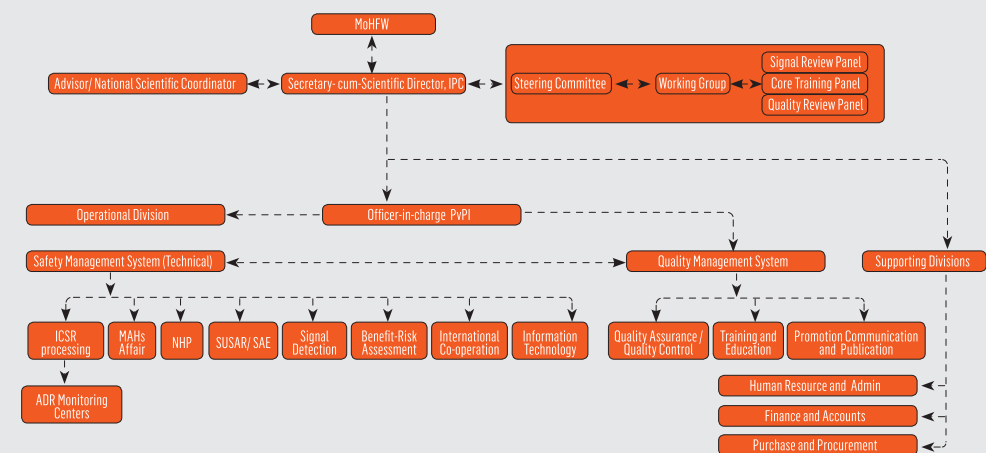 MoHFW
Advisor/ National Scientific Coordinator
Secretary- cum-Scientific Director, IPC
Steering Committee
Working Group
Signal Review Panel
Core Training Panel
Quality Review Panel
Operational Division
Officer-in-charge PvPI
Safety Management System (Technical)
Quality Management System
Supporting Divisions
ICSR
processing
MAHs
Affair
NHP
SUSAR/ SAE
Signal
Detection
Benefit-Risk
Assessment
International
Co-operation
Information
Technology
Quality Assurance /
Quality Control
Training and
Education
Promotion Communication
and Publication
ADR Monitoring
Centers
Human Resource and Admin
Finance and Accounts
Purchase and Procurement